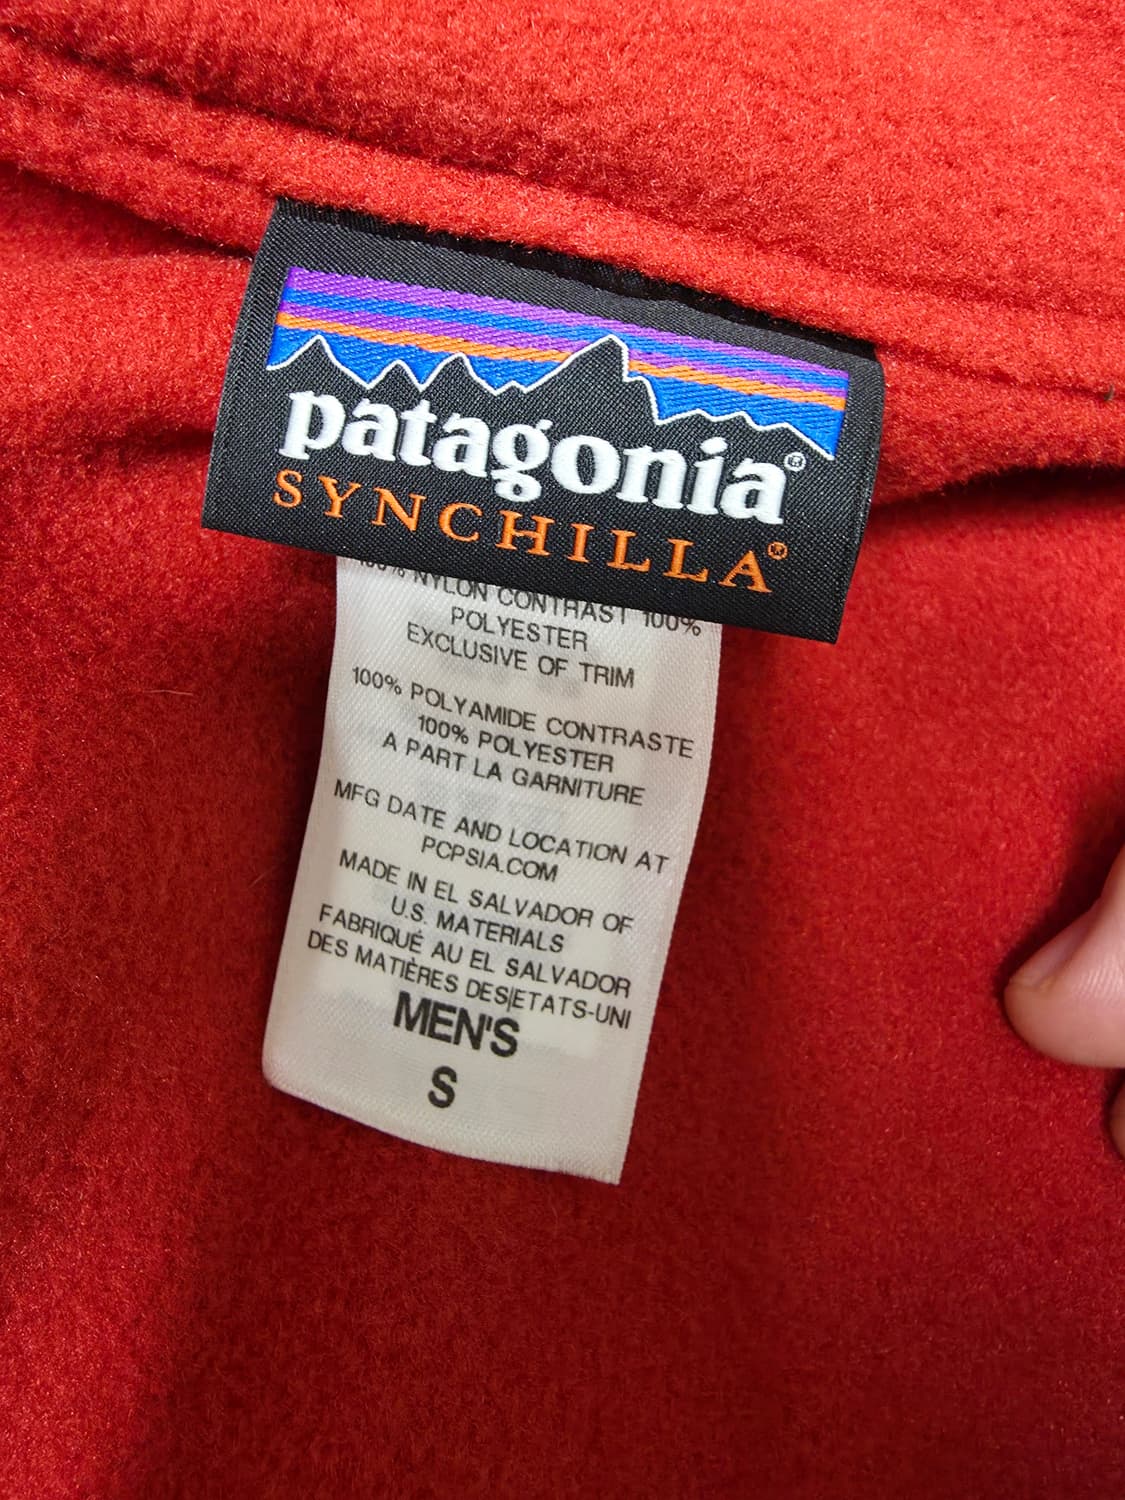 patagonia®
SYNCHILLA®
100% NYLON CONTRAST 100%
POLYESTER
EXCLUSIVE OF TRIM
100% POLYAMIDE CONTRASTE
100% POLYESTER
A PART LA GARNITURE
MFG DATE AND LOCATION AT
PCPSIA.COM
MADE IN EL SALVADOR OF
U.S. MATERIALS
FABRIQUÉ AU EL SALVADOR
DES MATIÈRES DES|ETATS-UNI
MEN'S
S